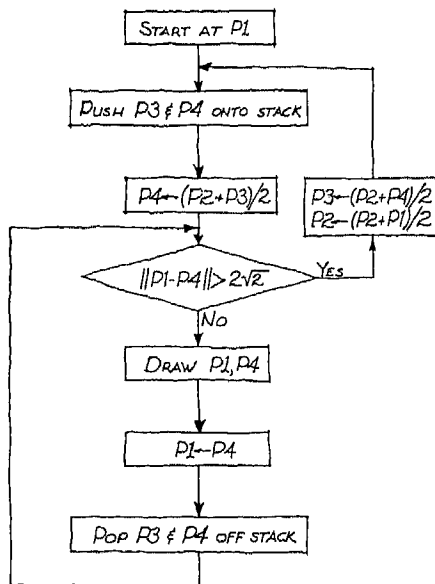 START AT P1
PUSH P3 & P4 ONTO STACK
P4←(P2+P3)/2
P3←(P2+P4)/2
P2←(P2+P1)/2
||P1-P4||>2√2
YES
NO
DRAW P1,P4
P1←P4
POP P3 & P4 OFF STACK